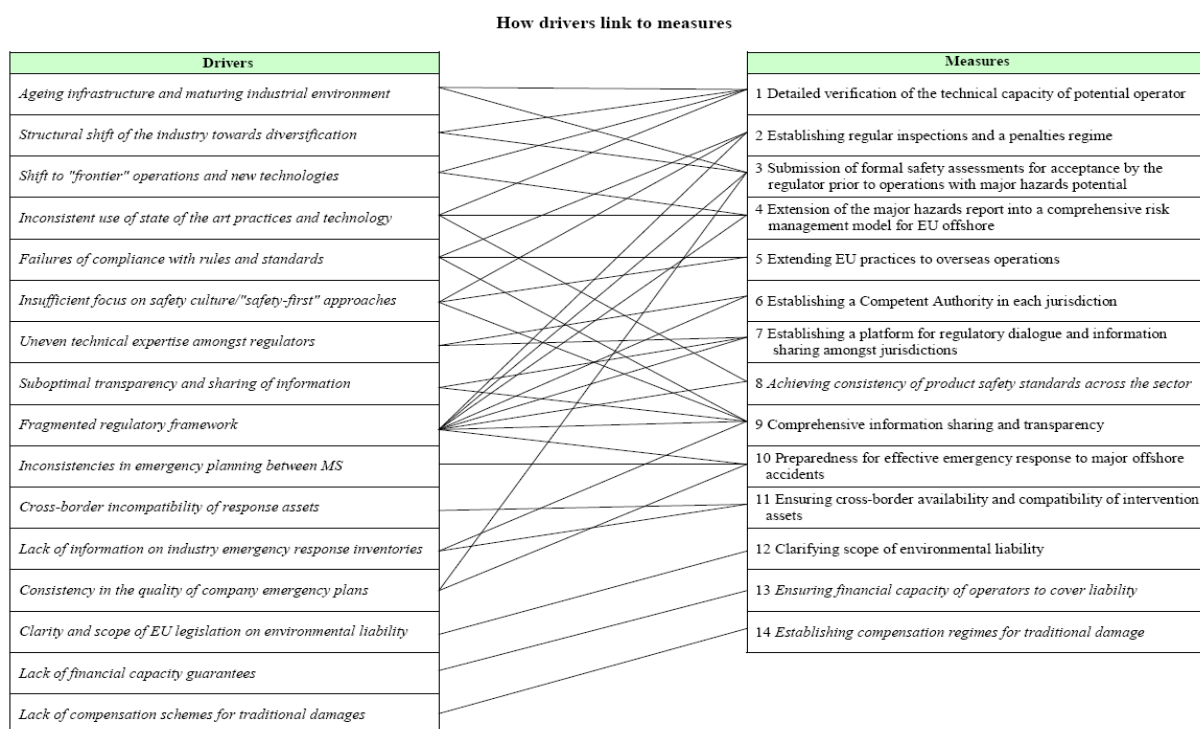 How drivers link to measures
Drivers
Ageing infrastructure and maturing industrial environment
Structural shift of the industry towards diversification
Shift to "frontier" operations and new technologies
Inconsistent use of state of the art practices and technology
Failures of compliance with rules and standards
Insufficient focus on safety culture/"safety-first" approaches
Uneven technical expertise amongst regulators
Suboptimal transparency and sharing of information
Fragmented regulatory framework
Inconsistencies in emergency planning between MS
Cross-border incompatibility of response assets
Lack of information on industry emergency response inventories
Consistency in the quality of company emergency plans
Clarity and scope of EU legislation on environmental liability
Lack of financial capacity guarantees
Lack of compensation schemes for traditional damages
Measures
1 Detailed verification of the technical capacity of potential operator
2 Establishing regular inspections and a penalties regime
3 Submission of formal safety assessments for acceptance by the
regulator prior to operations with major hazards potential
4 Extension of the major hazards report into a comprehensive risk
management model for EU offshore
5 Extending EU practices to overseas operations
6 Establishing a Competent Authority in each jurisdiction
7 Establishing a platform for regulatory dialogue and information
sharing amongst jurisdictions
8 Achieving consistency of product safety standards across the sector
9 Comprehensive information sharing and transparency
10 Preparedness for effective emergency response to major offshore
accidents
11 Ensuring cross-border availability and compatibility of intervention
assets
12 Clarifying scope of environmental liability
13 Ensuring financial capacity of operators to cover liability
14 Establishing compensation regimes for traditional damage